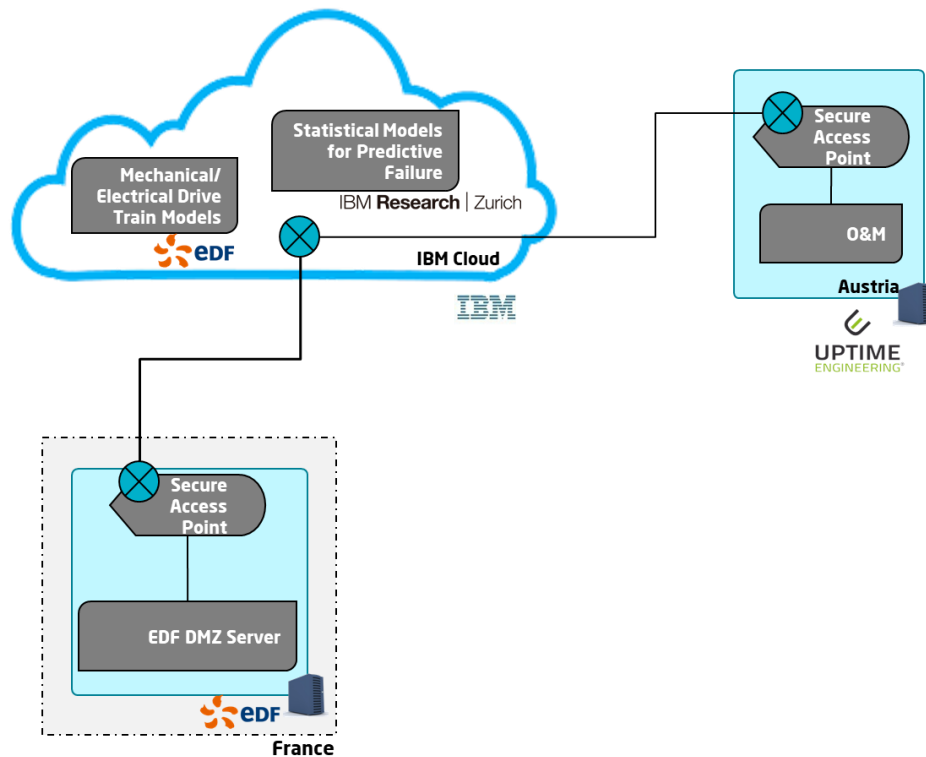 Statistical Models
for Predictive
Failure
Mechanical/
Electrical Drive
Train Models
IBM Research | Zurich
eDF
IBM Cloud
IBM
Secure
Access
Point
O&M
Austria
UPTIME
ENGINEERING®
Secure
Access
Point
EDF DMZ Server
eDF
France